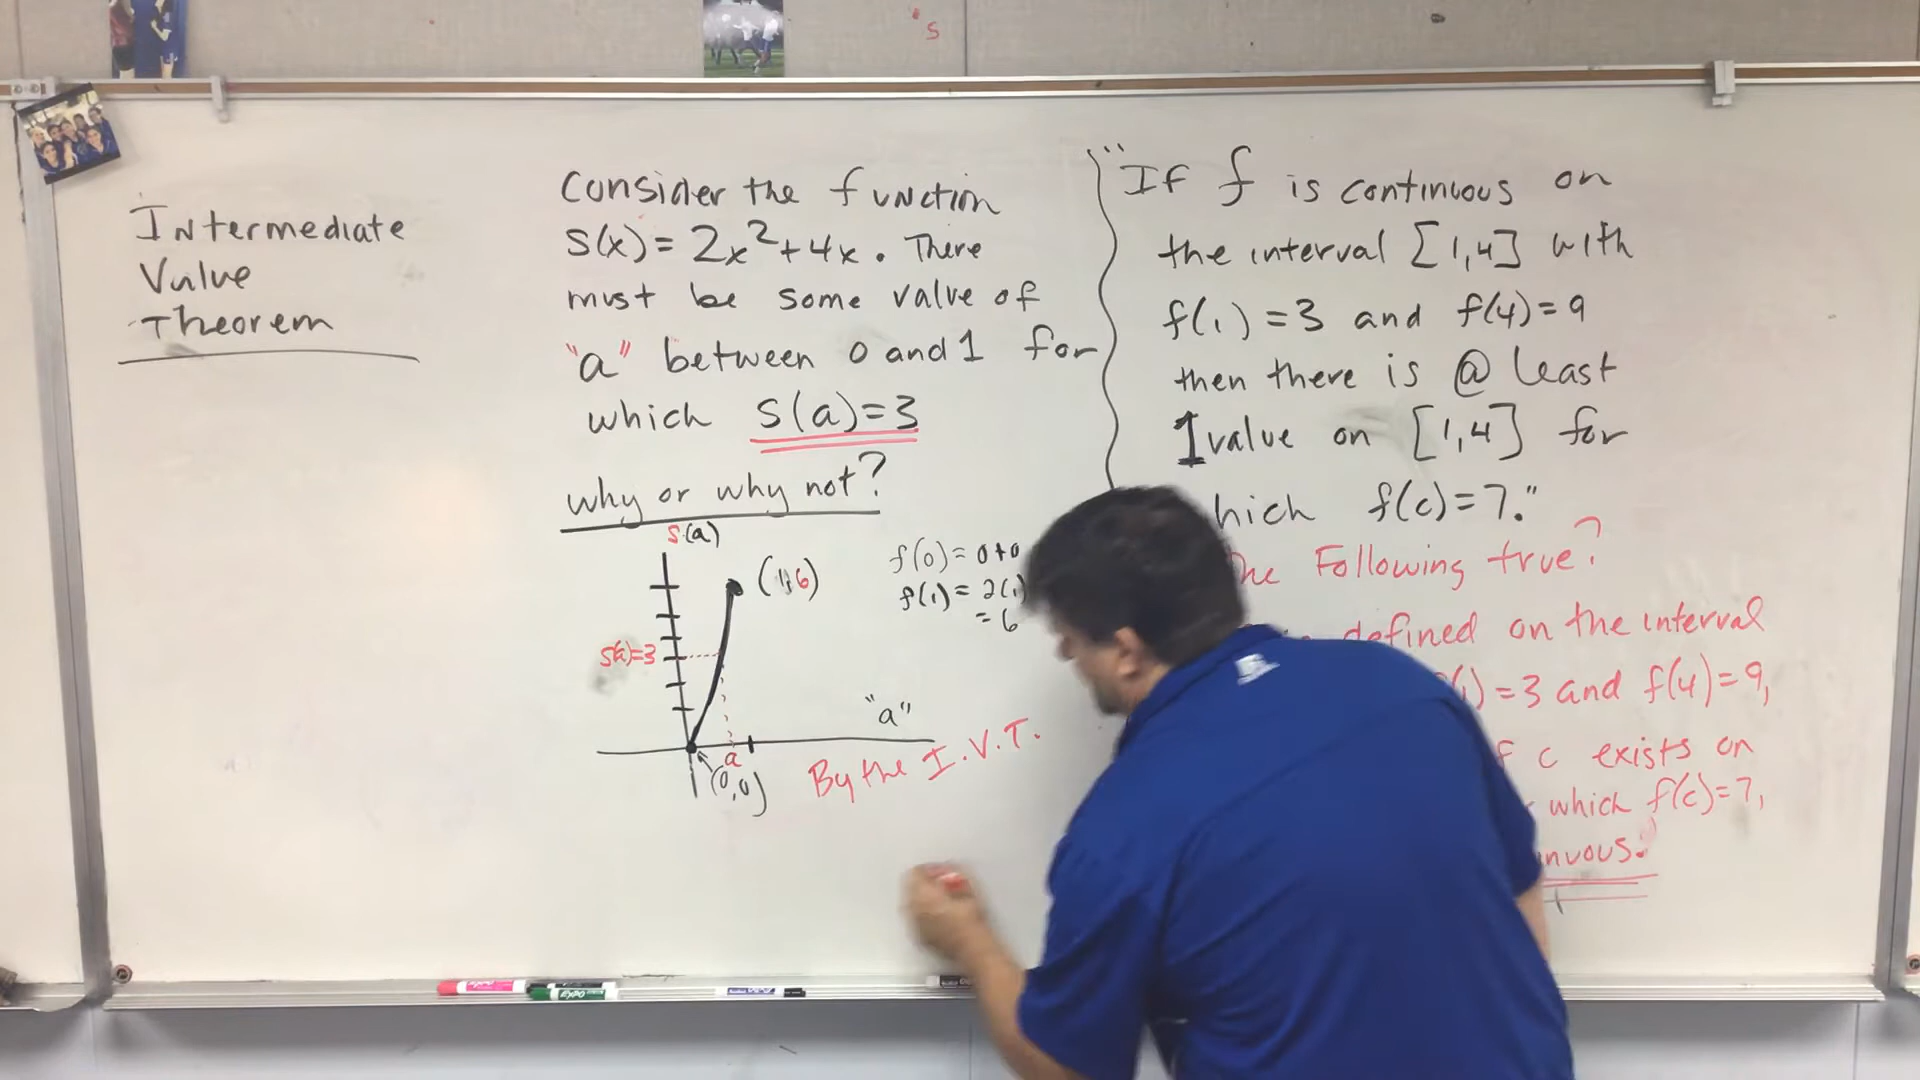 s
Intermediate
Value
Theorem
Consider the function
s(x) = 2x²+4x. There
must be some value of
"a" between 0 and 1 for
which s(a)=3
why or why not?
s(a)
(1,6)
s(a)=3
a
(0,0)
"a"
f(0)= 0+0
f(1)= 2(1)
= 6
By the I.V.T.
"If f is continuous on
the interval [1,4] with
f(1) = 3 and f(4)=9
then there is @ least
1 value on [1,4] for
hich f(c)=7."
he Following true?
defined on the interval
(1) = 3 and f(4)=9,
f c exists on
which f(c)=7,
nuous.